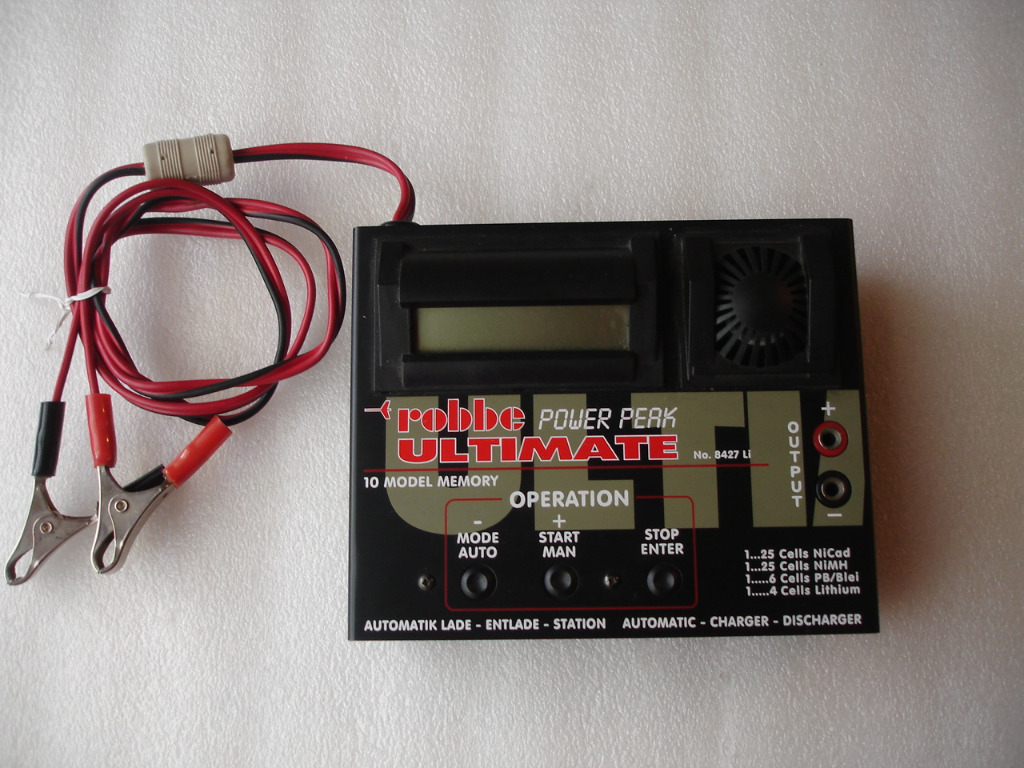 robbe POWER PEAK
ULTIMATE No. 8427 Li
10 MODEL MEMORY
ULTI
OPERATION
- +
MODE START STOP
AUTO MAN ENTER
+
OUTPUT
-
1...25 Cells NiCad
1...25 Cells NiMH
1.....6 Cells PB/Blei
1.....4 Cells Lithium
AUTOMATIK LADE - ENTLADE - STATION AUTOMATIC - CHARGER - DISCHARGER